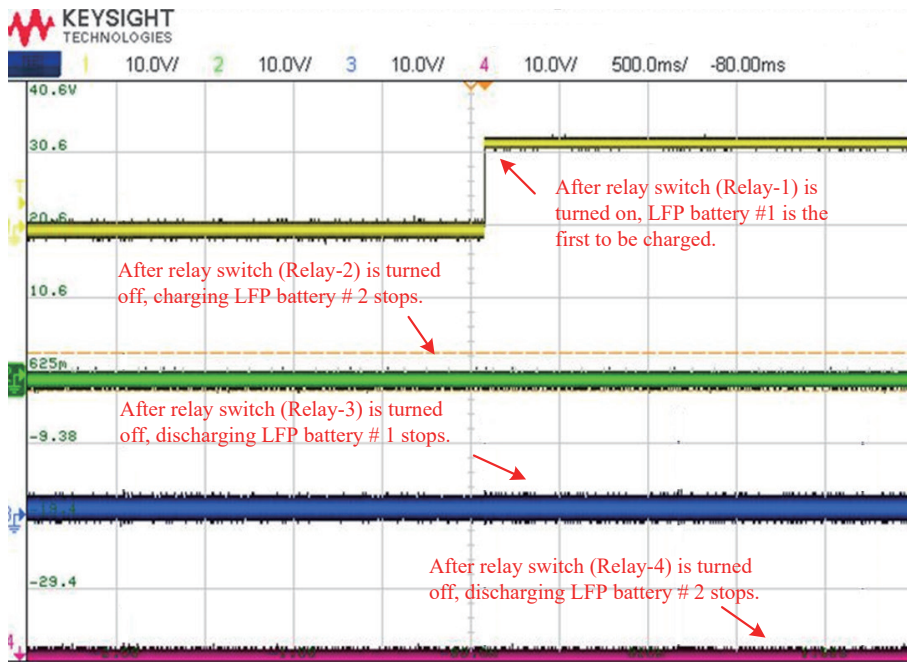 KEYSIGHT
TECHNOLOGIES
1 10.0V/ 2 10.0V/ 3 10.0V/ 4 10.0V/ 500.0ms/ -80.00ms
40.6V
30.6
After relay switch (Relay-1) is
turned on, LFP battery #1 is the
first to be charged.
20.6
After relay switch (Relay-2) is turned
off, charging LFP battery # 2 stops.
10.6
625m
After relay switch (Relay-3) is turned
off, discharging LFP battery # 1 stops.
-9.38
-19.4
After relay switch (Relay-4) is turned
off, discharging LFP battery # 2 stops.
-29.4
4